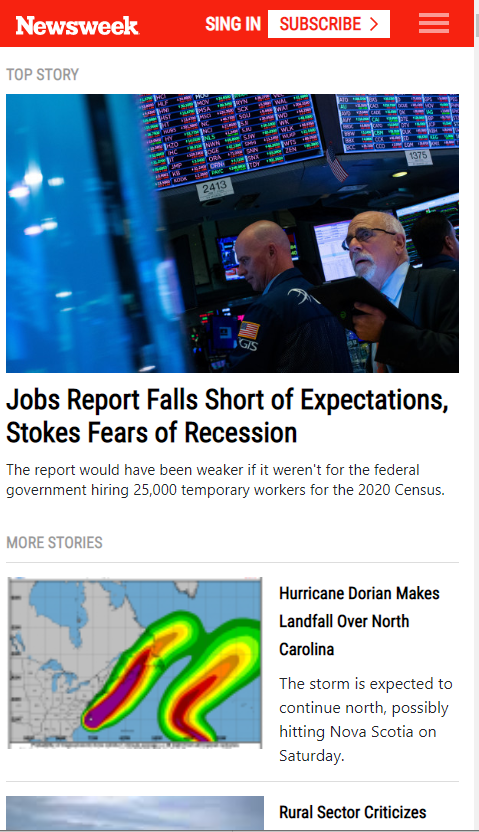 Newsweek
SING IN
SUBSCRIBE
TOP STORY
2413
1375
GIS
Jobs Report Falls Short of Expectations,
Stokes Fears of Recession
The report would have been weaker if it weren't for the federal
government hiring 25,000 temporary workers for the 2020 Census.
MORE STORIES
Hurricane Dorian Makes
Landfall Over North
Carolina
The storm is expected to
continue north, possibly
hitting Nova Scotia on
Saturday.
Rural Sector Criticizes